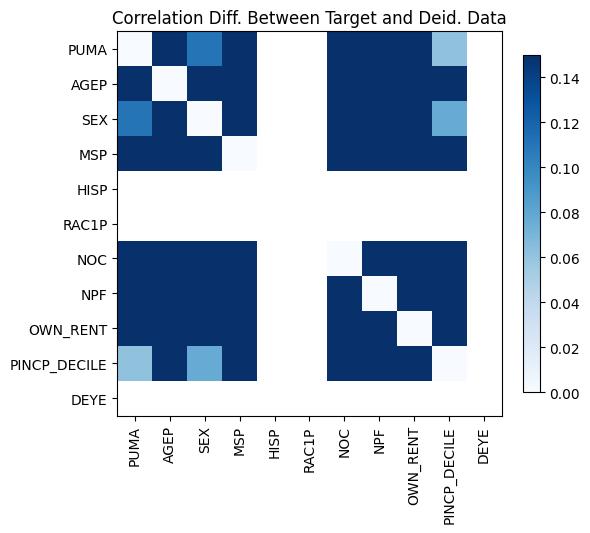 Correlation Diff. Between Target and Deid. Data
PUMA
AGEP
SEX
MSP
HISP
RAC1P
NOC
NPF
OWN_RENT
PINCP_DECILE
DEYE
PUMA
AGEP
SEX
MSP
HISP
RAC1P
NOC
NPF
OWN_RENT
PINCP_DECILE
DEYE
0.14
0.12
0.10
0.08
0.06
0.04
0.02
0.00